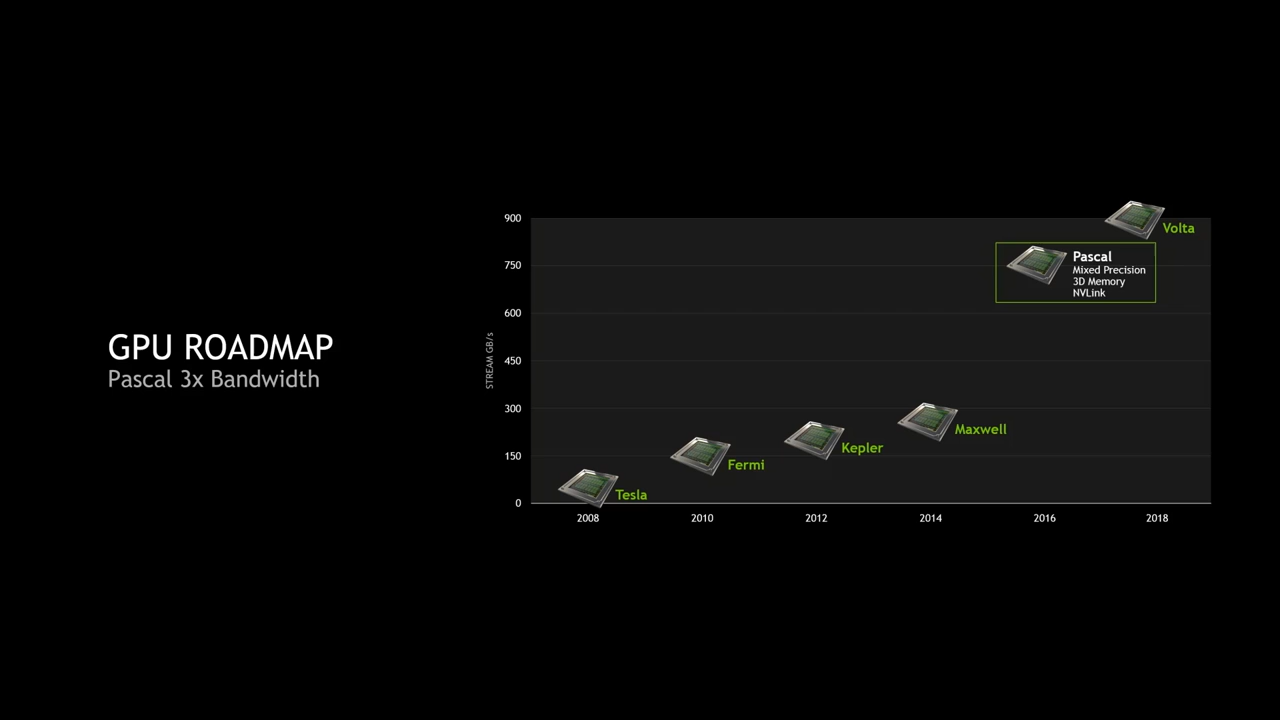 GPU ROADMAP
Pascal 3x Bandwidth
STREAM GB/s
900
750
600
450
300
150
0
2008
2010
2012
2014
2016
2018
Tesla
Fermi
Kepler
Maxwell
Pascal
Mixed Precision
3D Memory
NVLink
Volta